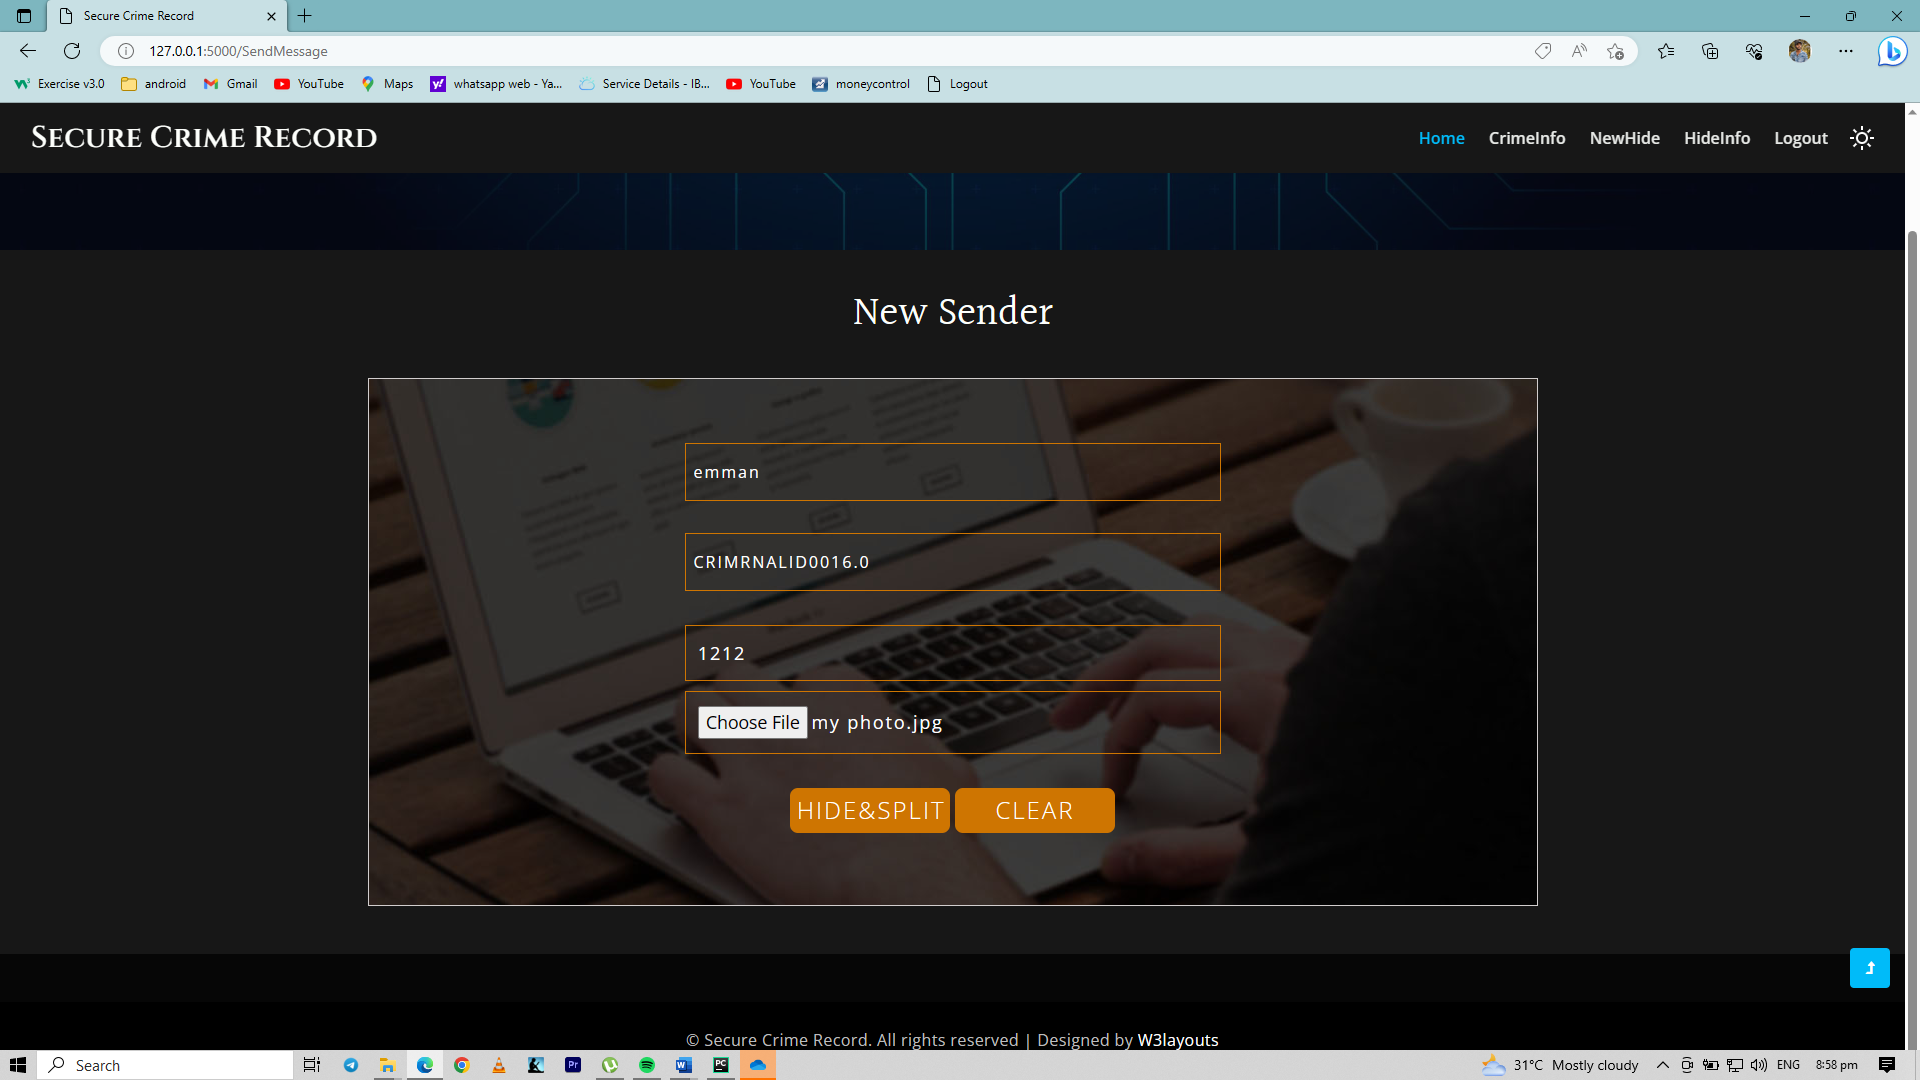 Secure Crime Record
127.0.0.1:5000/SendMessage
Exercise v3.0
android
Gmail
YouTube
Maps
whatsapp web - Ya...
Service Details - IB...
YouTube
moneycontrol
Logout
Secure Crime Record
Home
CrimeInfo
NewHide
HideInfo
Logout
New Sender
emman
CRIMRNALID0016.0
1212
Choose File my photo.jpg
HIDE&SPLIT
CLEAR
© Secure Crime Record. All rights reserved | Designed by W3layouts
Search
31°C Mostly cloudy
ENG
8:58 pm